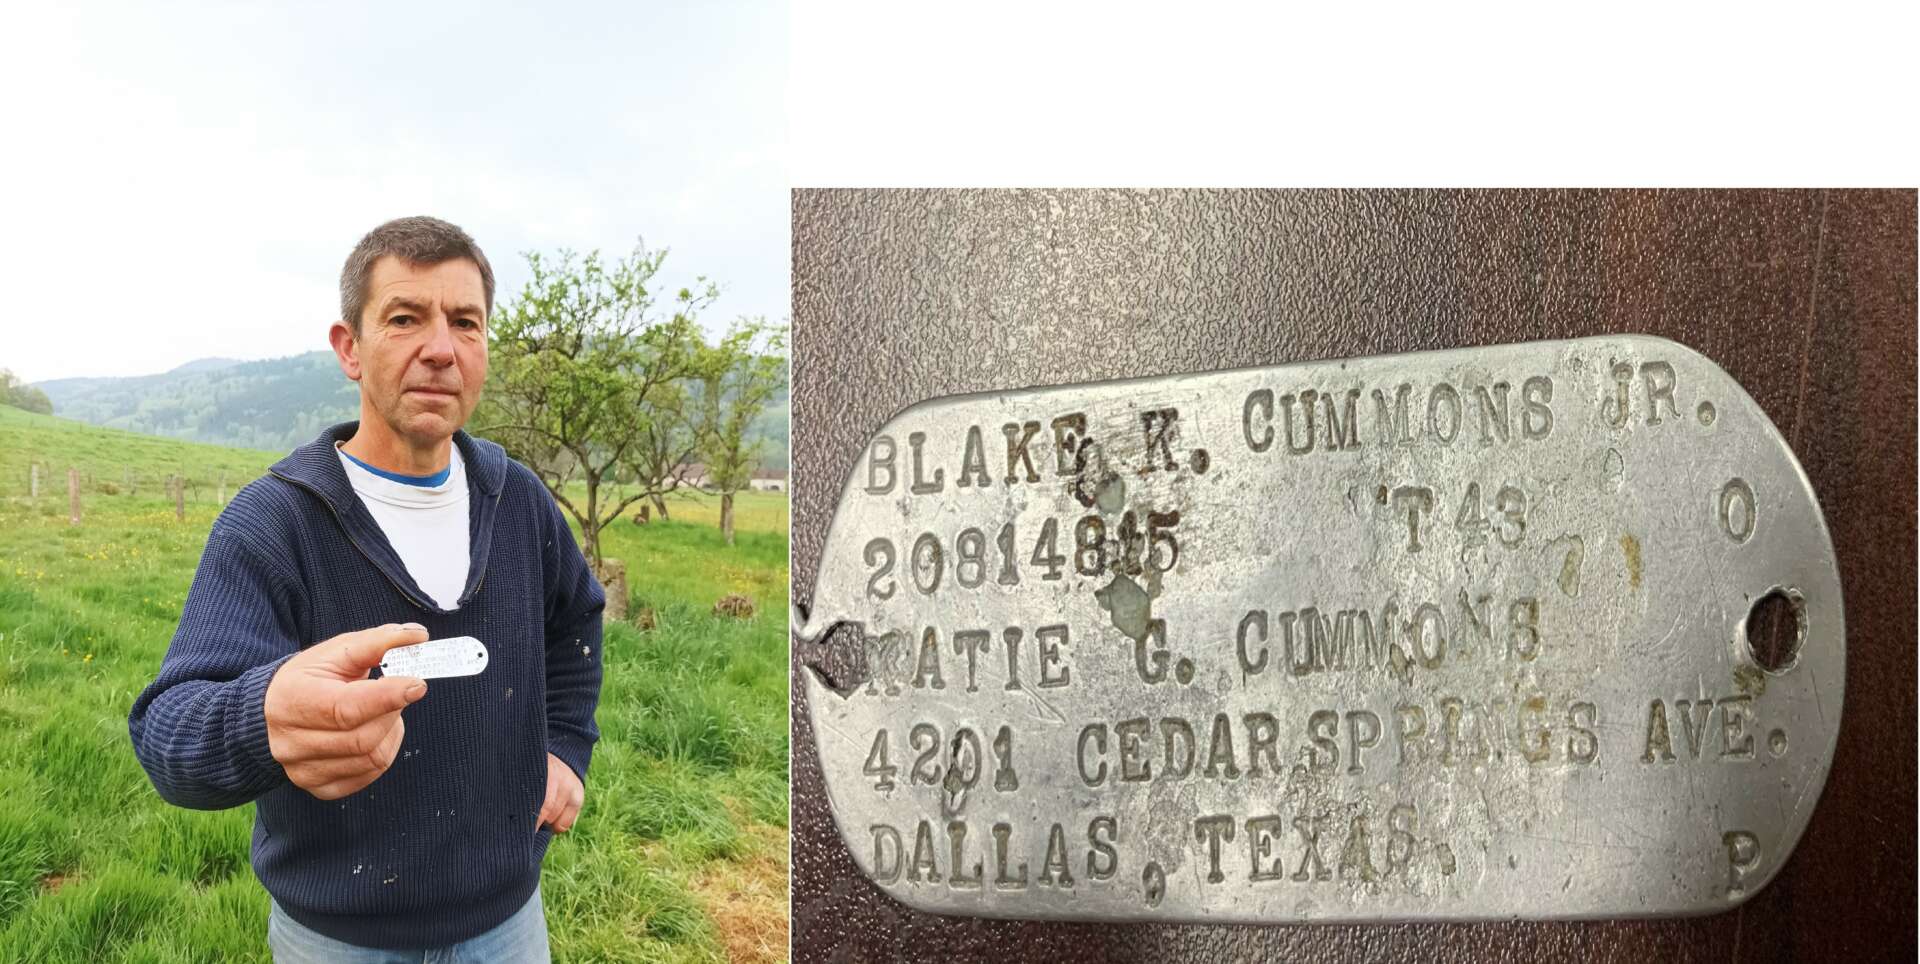 BLAKE K. CUMMONS JR.
20814815 T43 O
KATIE G. CUMMONS
4201 CEDAR SPRINGS AVE.
DALLAS, TEXAS. P